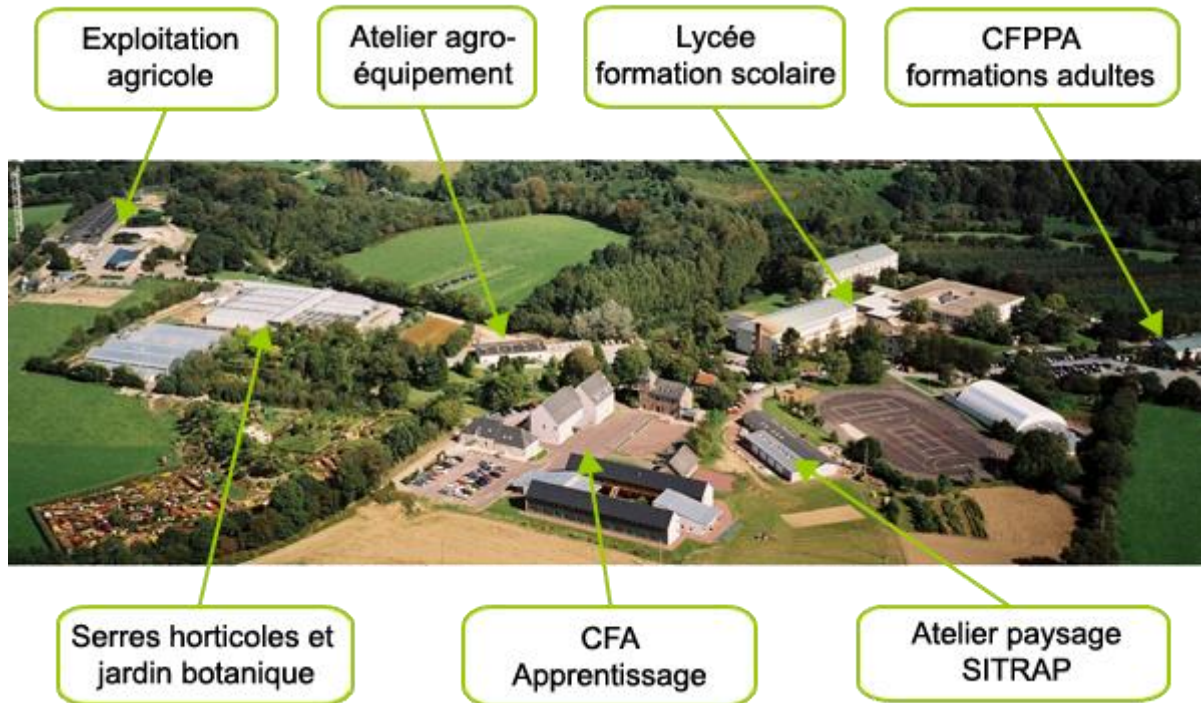 Exploitation
agricole
Atelier agro-
équipement
Lycée
formation scolaire
CFPPA
formations adultes
Serres horticoles et
jardin botanique
CFA
Apprentissage
Atelier paysage
SITRAP